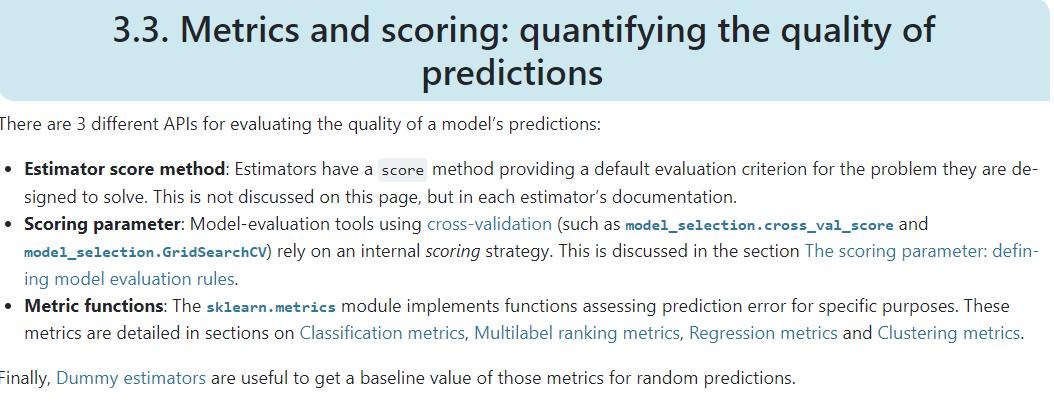 3.3. Metrics and scoring: quantifying the quality of
predictions
There are 3 different APIs for evaluating the quality of a model’s predictions:
• Estimator score method: Estimators have a score method providing a default evaluation criterion for the problem they are de-
signed to solve. This is not discussed on this page, but in each estimator’s documentation.
• Scoring parameter: Model-evaluation tools using cross-validation (such as model_selection.cross_val_score and
model_selection.GridSearchCV) rely on an internal scoring strategy. This is discussed in the section The scoring parameter: defin-
ing model evaluation rules.
• Metric functions: The sklearn.metrics module implements functions assessing prediction error for specific purposes. These
metrics are detailed in sections on Classification metrics, Multilabel ranking metrics, Regression metrics and Clustering metrics.
Finally, Dummy estimators are useful to get a baseline value of those metrics for random predictions.